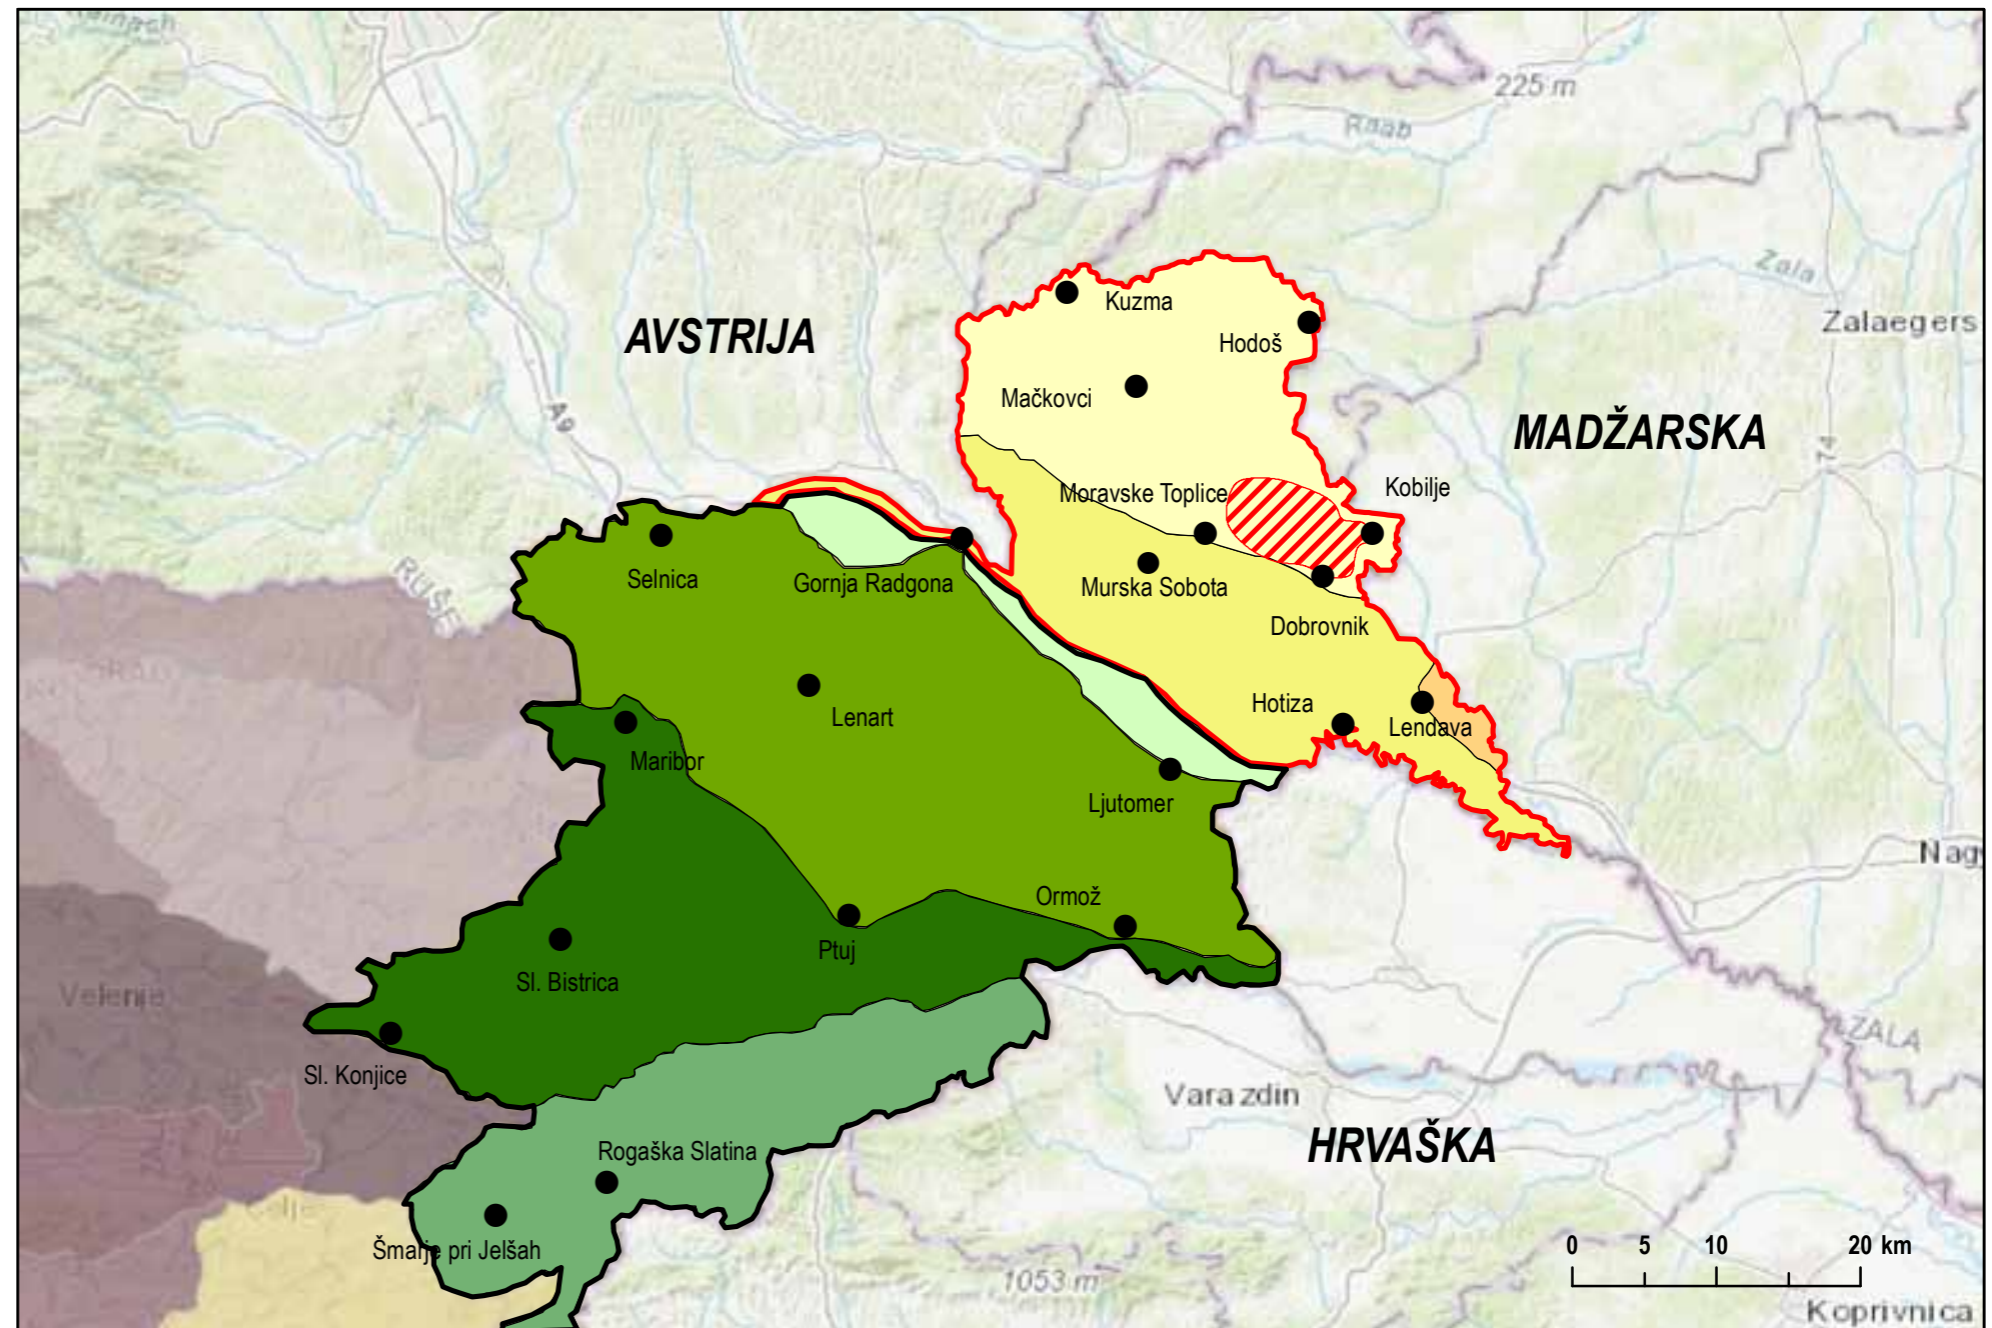 225 m
Raab
Zala
Kuzma
AVSTRIJA
Zalaegers
Hodoš
Mačkovci
A9
MADŽARSKA
74
Moravske Toplice
Kobilje
RUŠE
Selnica
Gornja Radgona
Murska Sobota
Dobrovnik
Lenart
Hotiza
Lendava
Maribor
Ljutomer
Nag
Ormož
Ptuj
Sl. Bistrica
Velenje
ZALA
Sl. Konjice
Varazdin
HRVAŠKA
Rogaška Slatina
Šmarje pri Jelšah
0 5 10 20 km
1053 m
Koprivnica